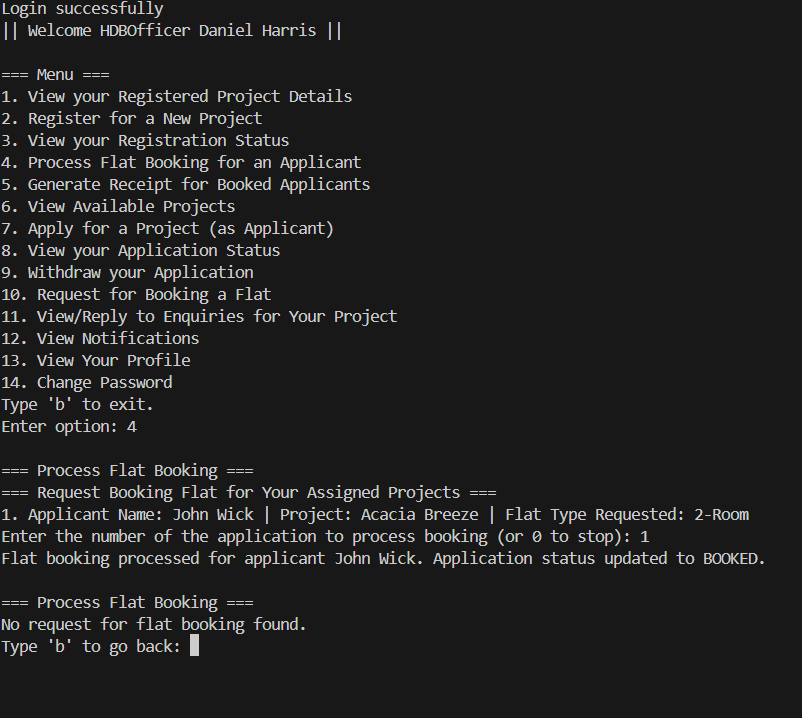 Login successfully
|| Welcome HDBOfficer Daniel Harris ||
=== Menu ===
1. View your Registered Project Details
2. Register for a New Project
3. View your Registration Status
4. Process Flat Booking for an Applicant
5. Generate Receipt for Booked Applicants
6. View Available Projects
7. Apply for a Project (as Applicant)
8. View your Application Status
9. Withdraw your Application
10. Request for Booking a Flat
11. View/Reply to Enquiries for Your Project
12. View Notifications
13. View Your Profile
14. Change Password
Type 'b' to exit.
Enter option: 4
=== Process Flat Booking ===
=== Request Booking Flat for Your Assigned Projects ===
1. Applicant Name: John Wick | Project: Acacia Breeze | Flat Type Requested: 2-Room
Enter the number of the application to process booking (or 0 to stop): 1
Flat booking processed for applicant John Wick. Application status updated to BOOKED.
=== Process Flat Booking ===
No request for flat booking found.
Type 'b' to go back: